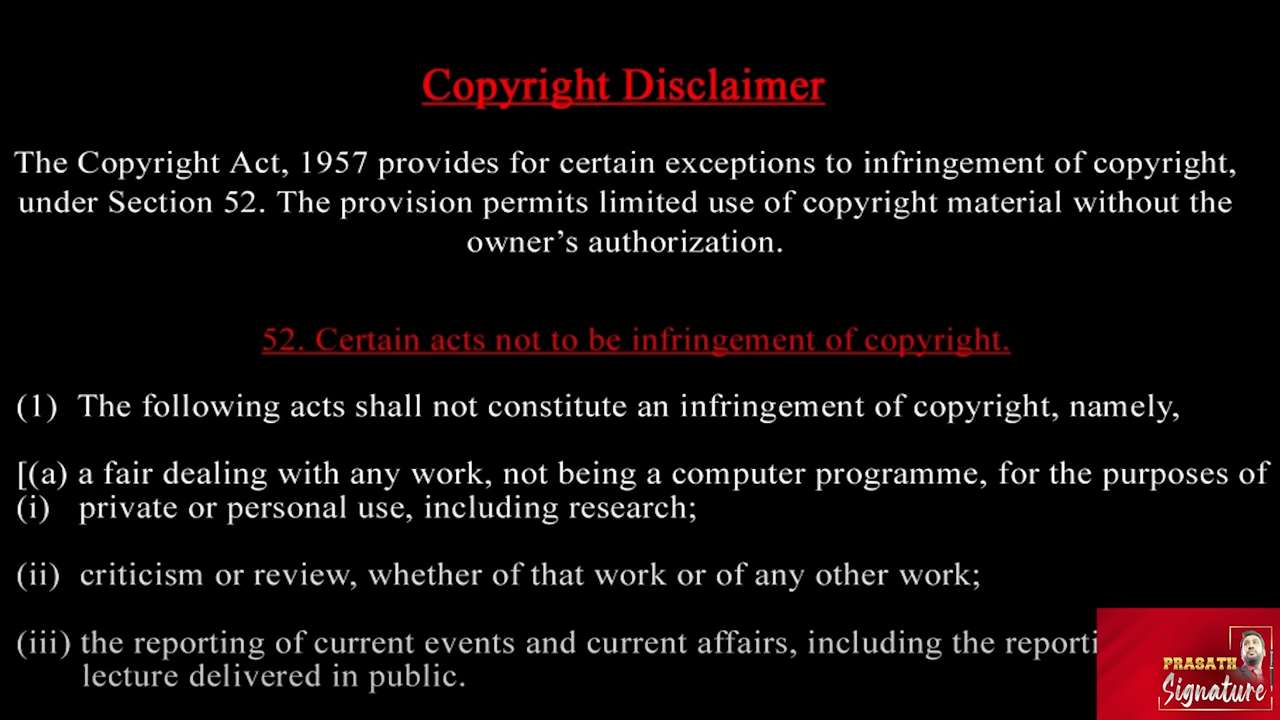 Copyright Disclaimer
The Copyright Act, 1957 provides for certain exceptions to infringement of copyright,
under Section 52. The provision permits limited use of copyright material without the
owner’s authorization.
52. Certain acts not to be infringement of copyright.
(1) The following acts shall not constitute an infringement of copyright, namely,
[(a) a fair dealing with any work, not being a computer programme, for the purposes of
(i) private or personal use, including research;
(ii) criticism or review, whether of that work or of any other work;
(iii) the reporting of current events and current affairs, including the reporti
lecture delivered in public.
PRASATH
Signature